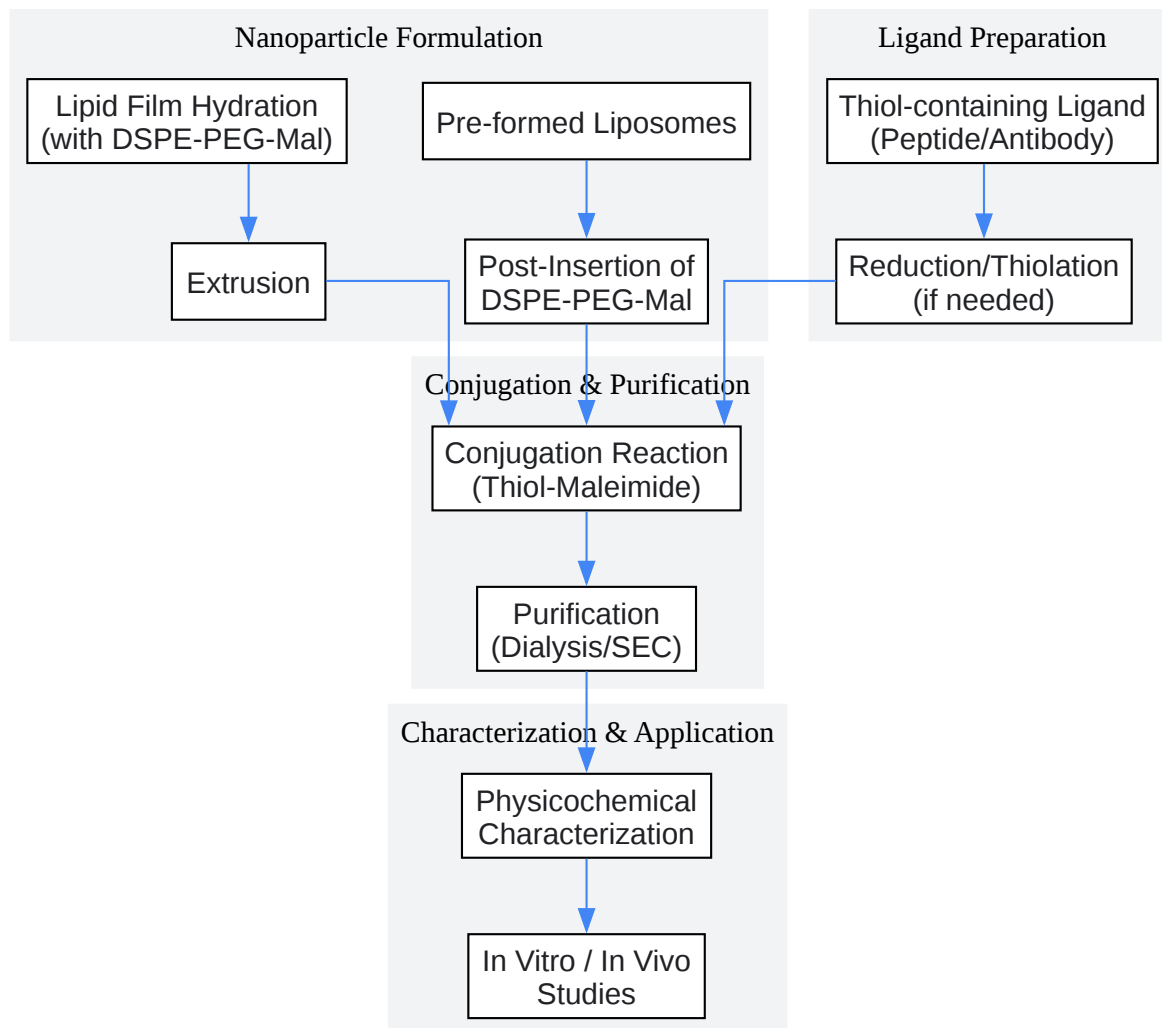 Nanoparticle Formulation
Lipid Film Hydration
(with DSPE-PEG-Mal)
Pre-formed Liposomes
Extrusion
Post-Insertion of
DSPE-PEG-Mal
Ligand Preparation
Thiol-containing Ligand
(Peptide/Antibody)
Reduction/Thiolation
(if needed)
Conjugation & Purification
Conjugation Reaction
(Thiol-Maleimide)
Purification
(Dialysis/SEC)
Characterization & Application
Physicochemical
Characterization
In Vitro / In Vivo
Studies